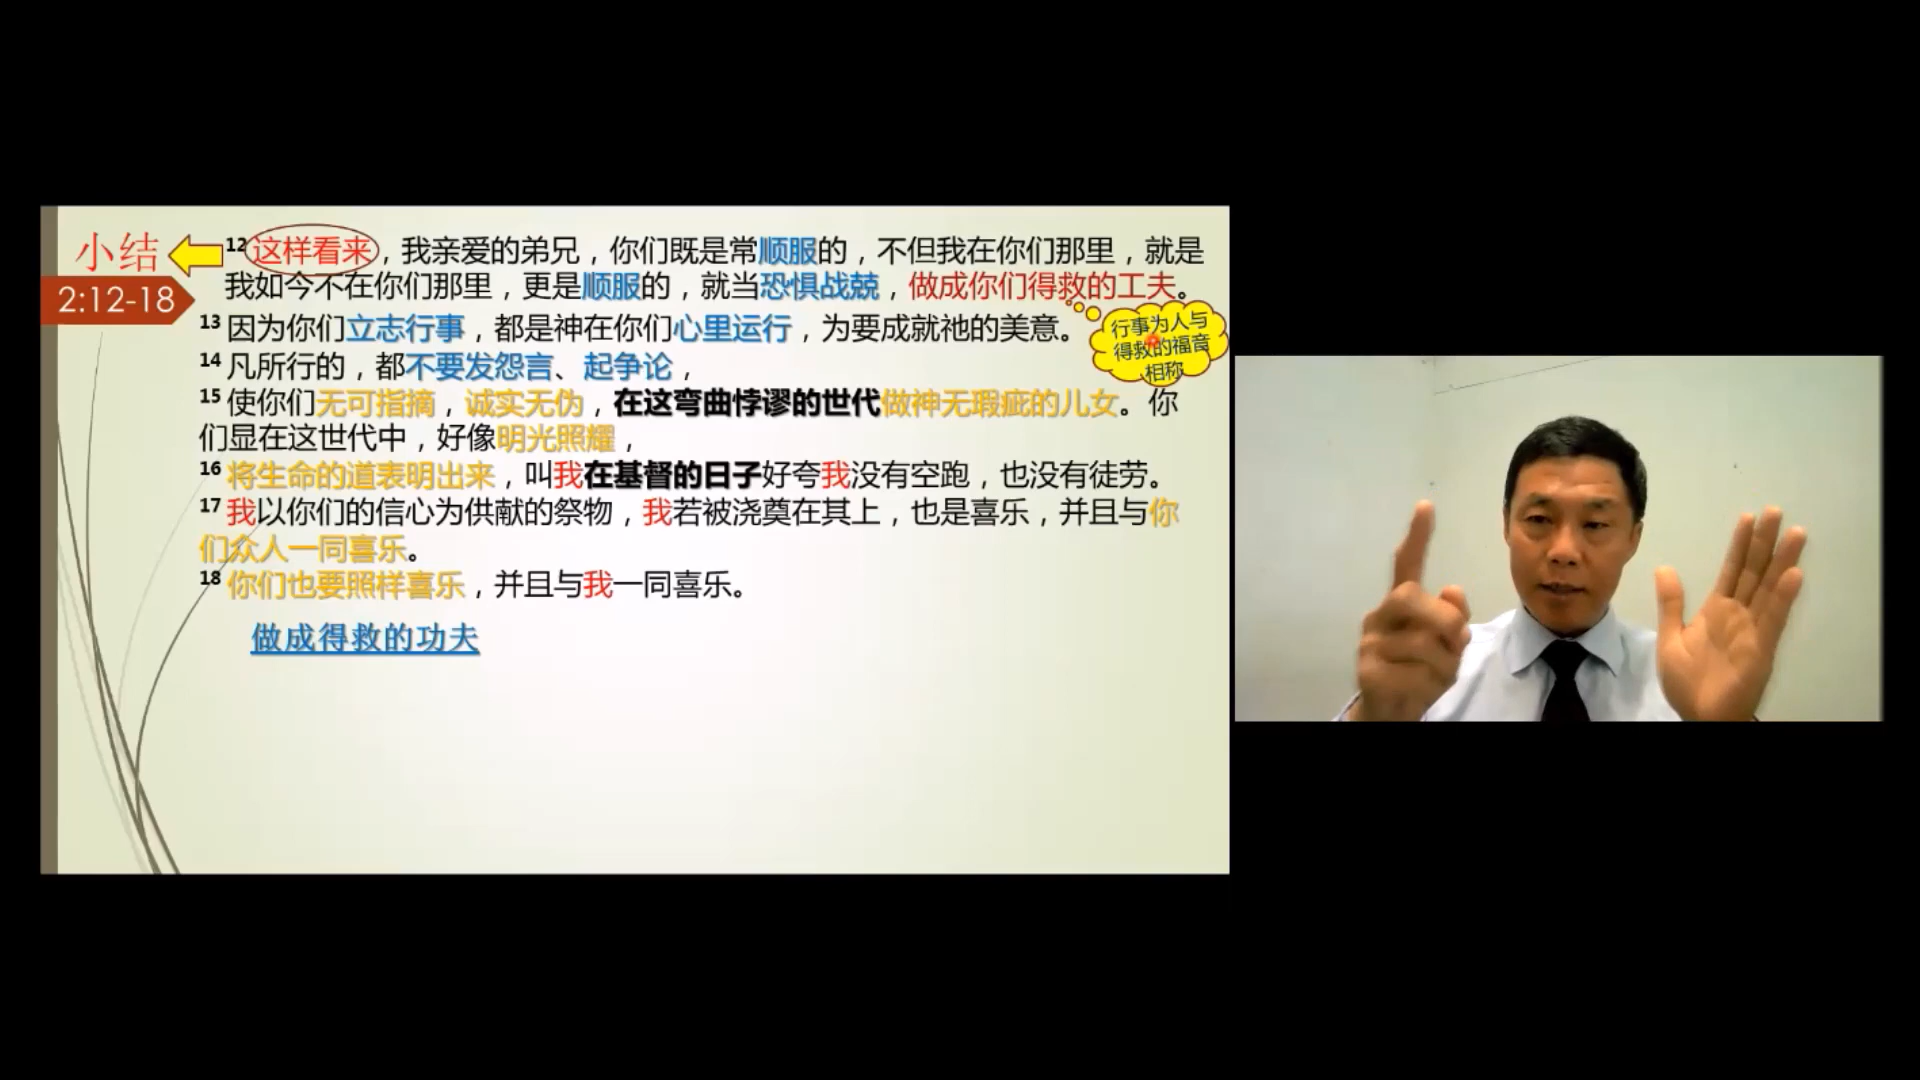 小结
2:12-18
12 这样看来，我亲爱的弟兄，你们既是常顺服的，不但我在你们那里，就是
我如今不在你们那里，更是顺服的，就当恐惧战兢，做成你们得救的工夫。
13 因为你们立志行事，都是神在你们心里运行，为要成就祂的美意。
行事为人与
得救的福音
相称
14 凡所行的，都不要发怨言、起争论，
15 使你们无可指摘，诚实无伪，在这弯曲悖谬的世代做神无瑕疵的儿女。你
们显在这世代中，好像明光照耀，
16 将生命的道表明出来，叫我在基督的日子好夸我没有空跑，也没有徒劳。
17 我以你们的信心为供献的祭物，我若被浇奠在其上，也是喜乐，并且与你
们众人一同喜乐。
18 你们也要照样喜乐，并且与我一同喜乐。
做成得救的功夫